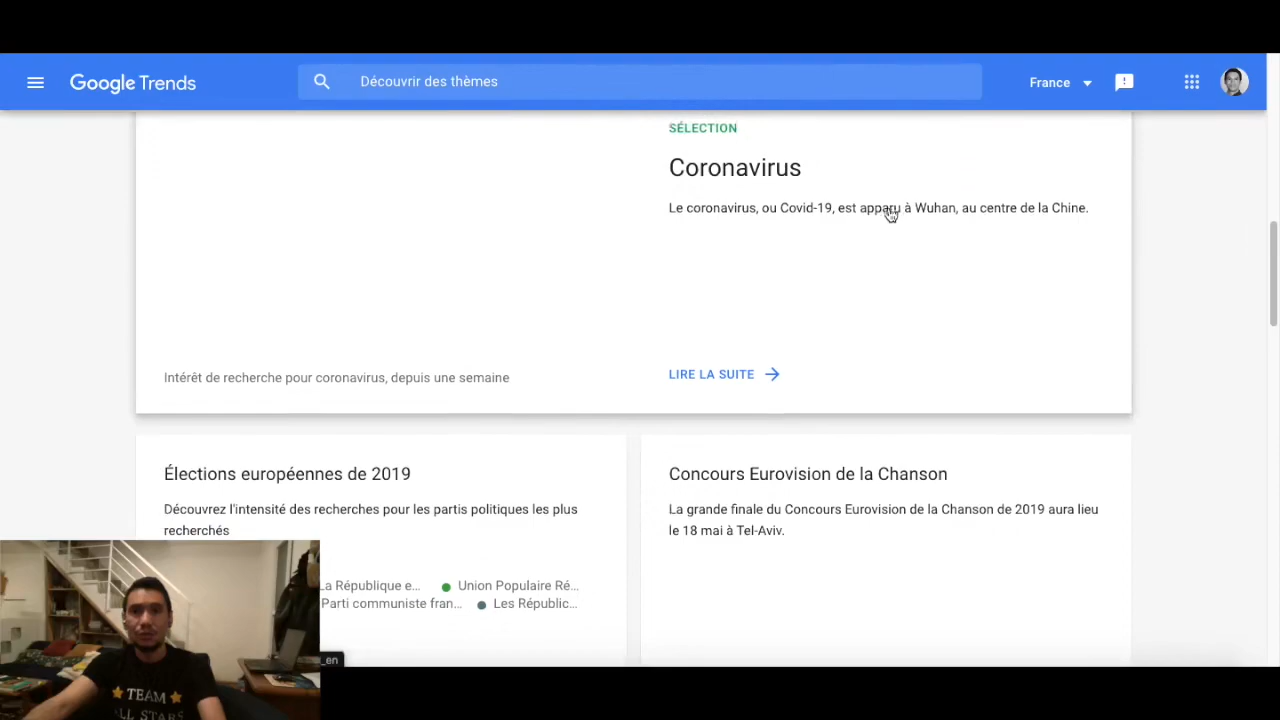 Google Trends
Découvrir des thèmes
France
SÉLECTION
Coronavirus
Le coronavirus, ou Covid-19, est apparu à Wuhan, au centre de la Chine.
Intérêt de recherche pour coronavirus, depuis une semaine
LIRE LA SUITE
Élections européennes de 2019
Découvrez l'intensité des recherches pour les partis politiques les plus
recherchés
La République e...
Union Populaire Ré...
Parti communiste fran...
Les Républic...
Concours Eurovision de la Chanson
La grande finale du Concours Eurovision de la Chanson de 2019 aura lieu
le 18 mai à Tel-Aviv.
_en
TEAM
ALL STARS